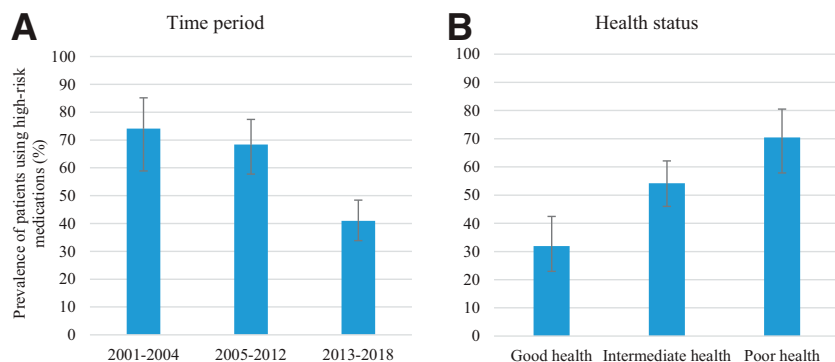 A
Time period
Prevalence of patients using high-risk
medications (%)
100
90
80
70
60
50
40
30
20
10
0
2001-2004 2005-2012 2013-2018
B
Health status
100
90
80
70
60
50
40
30
20
10
0
Good health Intermediate health Poor health